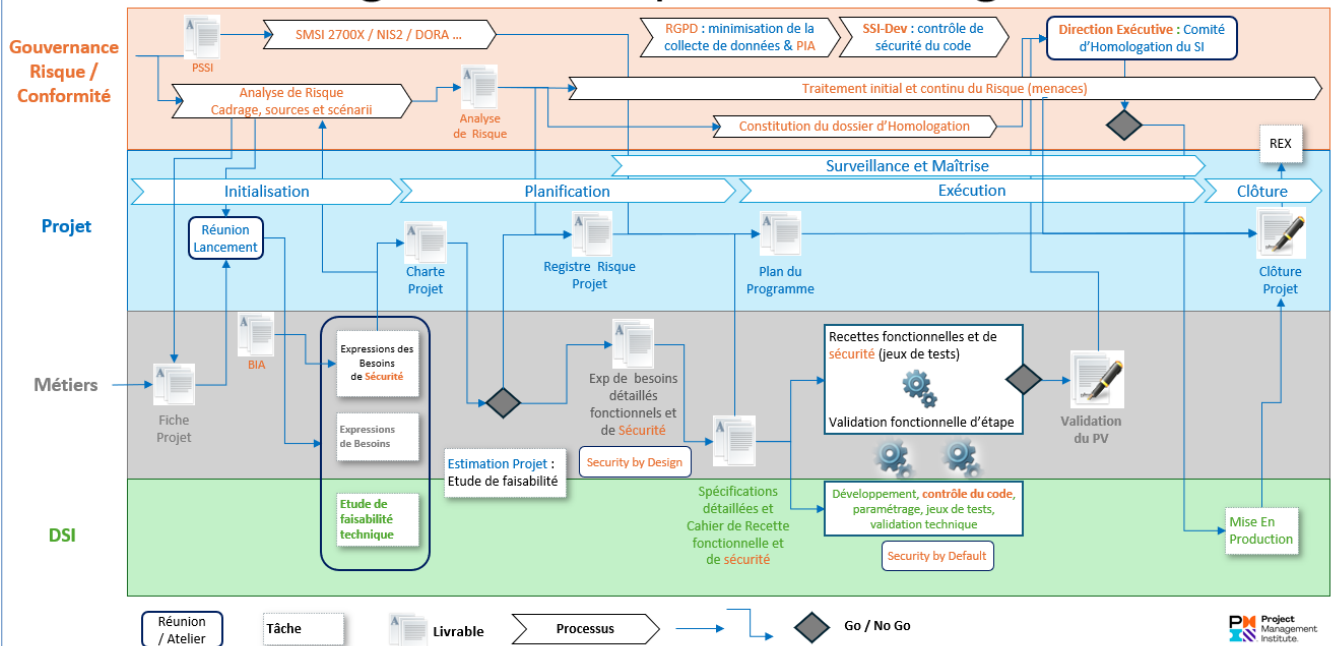 Gouvernance
Risque /
Conformité
PSSI
SMSI 2700X / NIS2 / DORA ...
RGPD : minimisation de la
collecte de données & PIA
SSI-Dev : contrôle de
sécurité du code
Direction Exécutive : Comité
d'Homologation du SI
Analyse de Risque
Cadrage, sources et scénarii
Analyse
de Risque
Traitement initial et continu du Risque (menaces)
Constitution du dossier d'Homologation
REX
Surveillance et Maîtrise
Initialisation
Planification
Exécution
Clôture
Projet
Réunion
Lancement
Charte
Projet
Registre Risque
Projet
Plan du
Programme
Clôture
Projet
Métiers
Fiche
Projet
BIA
Expressions des
Besoins
de Sécurité
Expressions
de Besoins
Exp de besoins
détaillés
fonctionnels et
de Sécurité
Recettes fonctionnelles et de
sécurité (jeux de tests)
Validation fonctionnelle d'étape
Validation
du PV
Estimation Projet :
Etude de faisabilité
Security by Design
DSI
Etude de
faisabilité
technique
Spécifications
détaillées et
Cahier de Recette
fonctionnelle et
de sécurité
Développement, contrôle du code,
paramétrage, jeux de tests,
validation technique
Security by Default
Mise En
Production
Réunion
/ Atelier
Tâche
Livrable
Processus
Go / No Go
Project
Management
Institute.